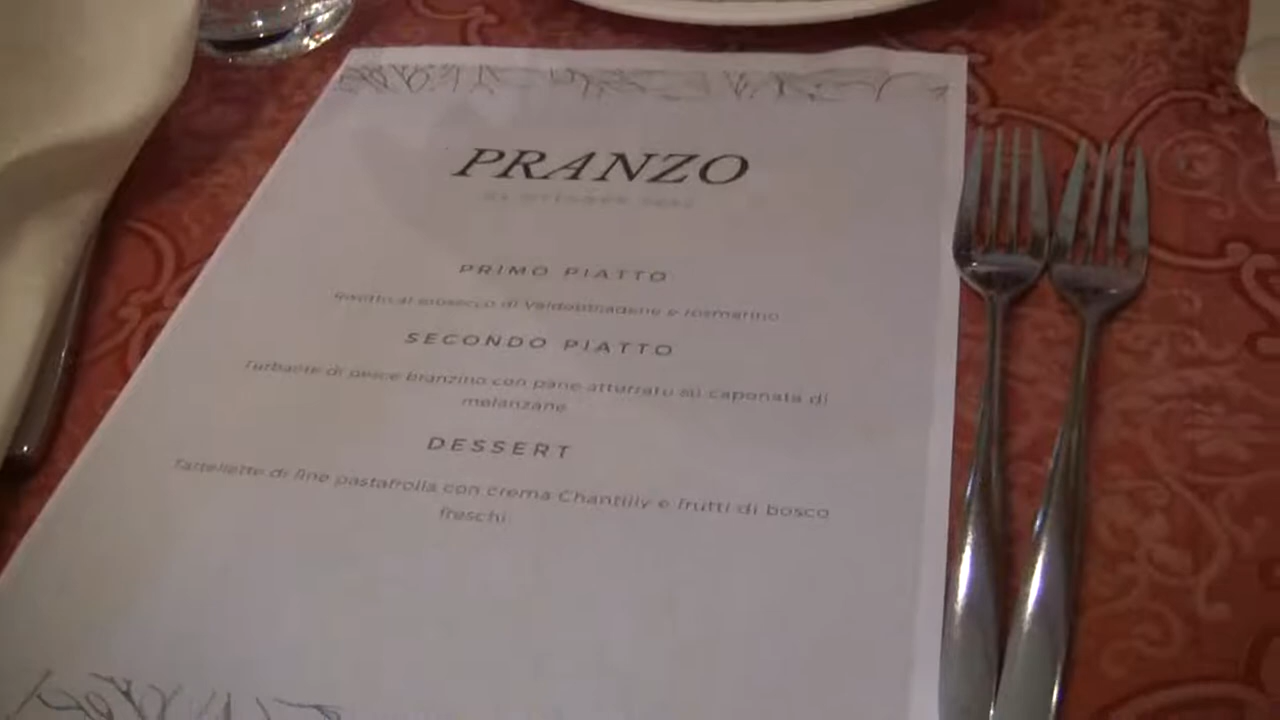 PRANZO
PRIMO PIATTO
Risotto al prosecco di Valdobbiadene e rosmarino
SECONDO PIATTO
Turbante di pesce branzino con pane atturrato su caponata di
melanzane
DESSERT
Tartellette di fine pastafrolla con crema Chantilly e frutti di bosco
freschi